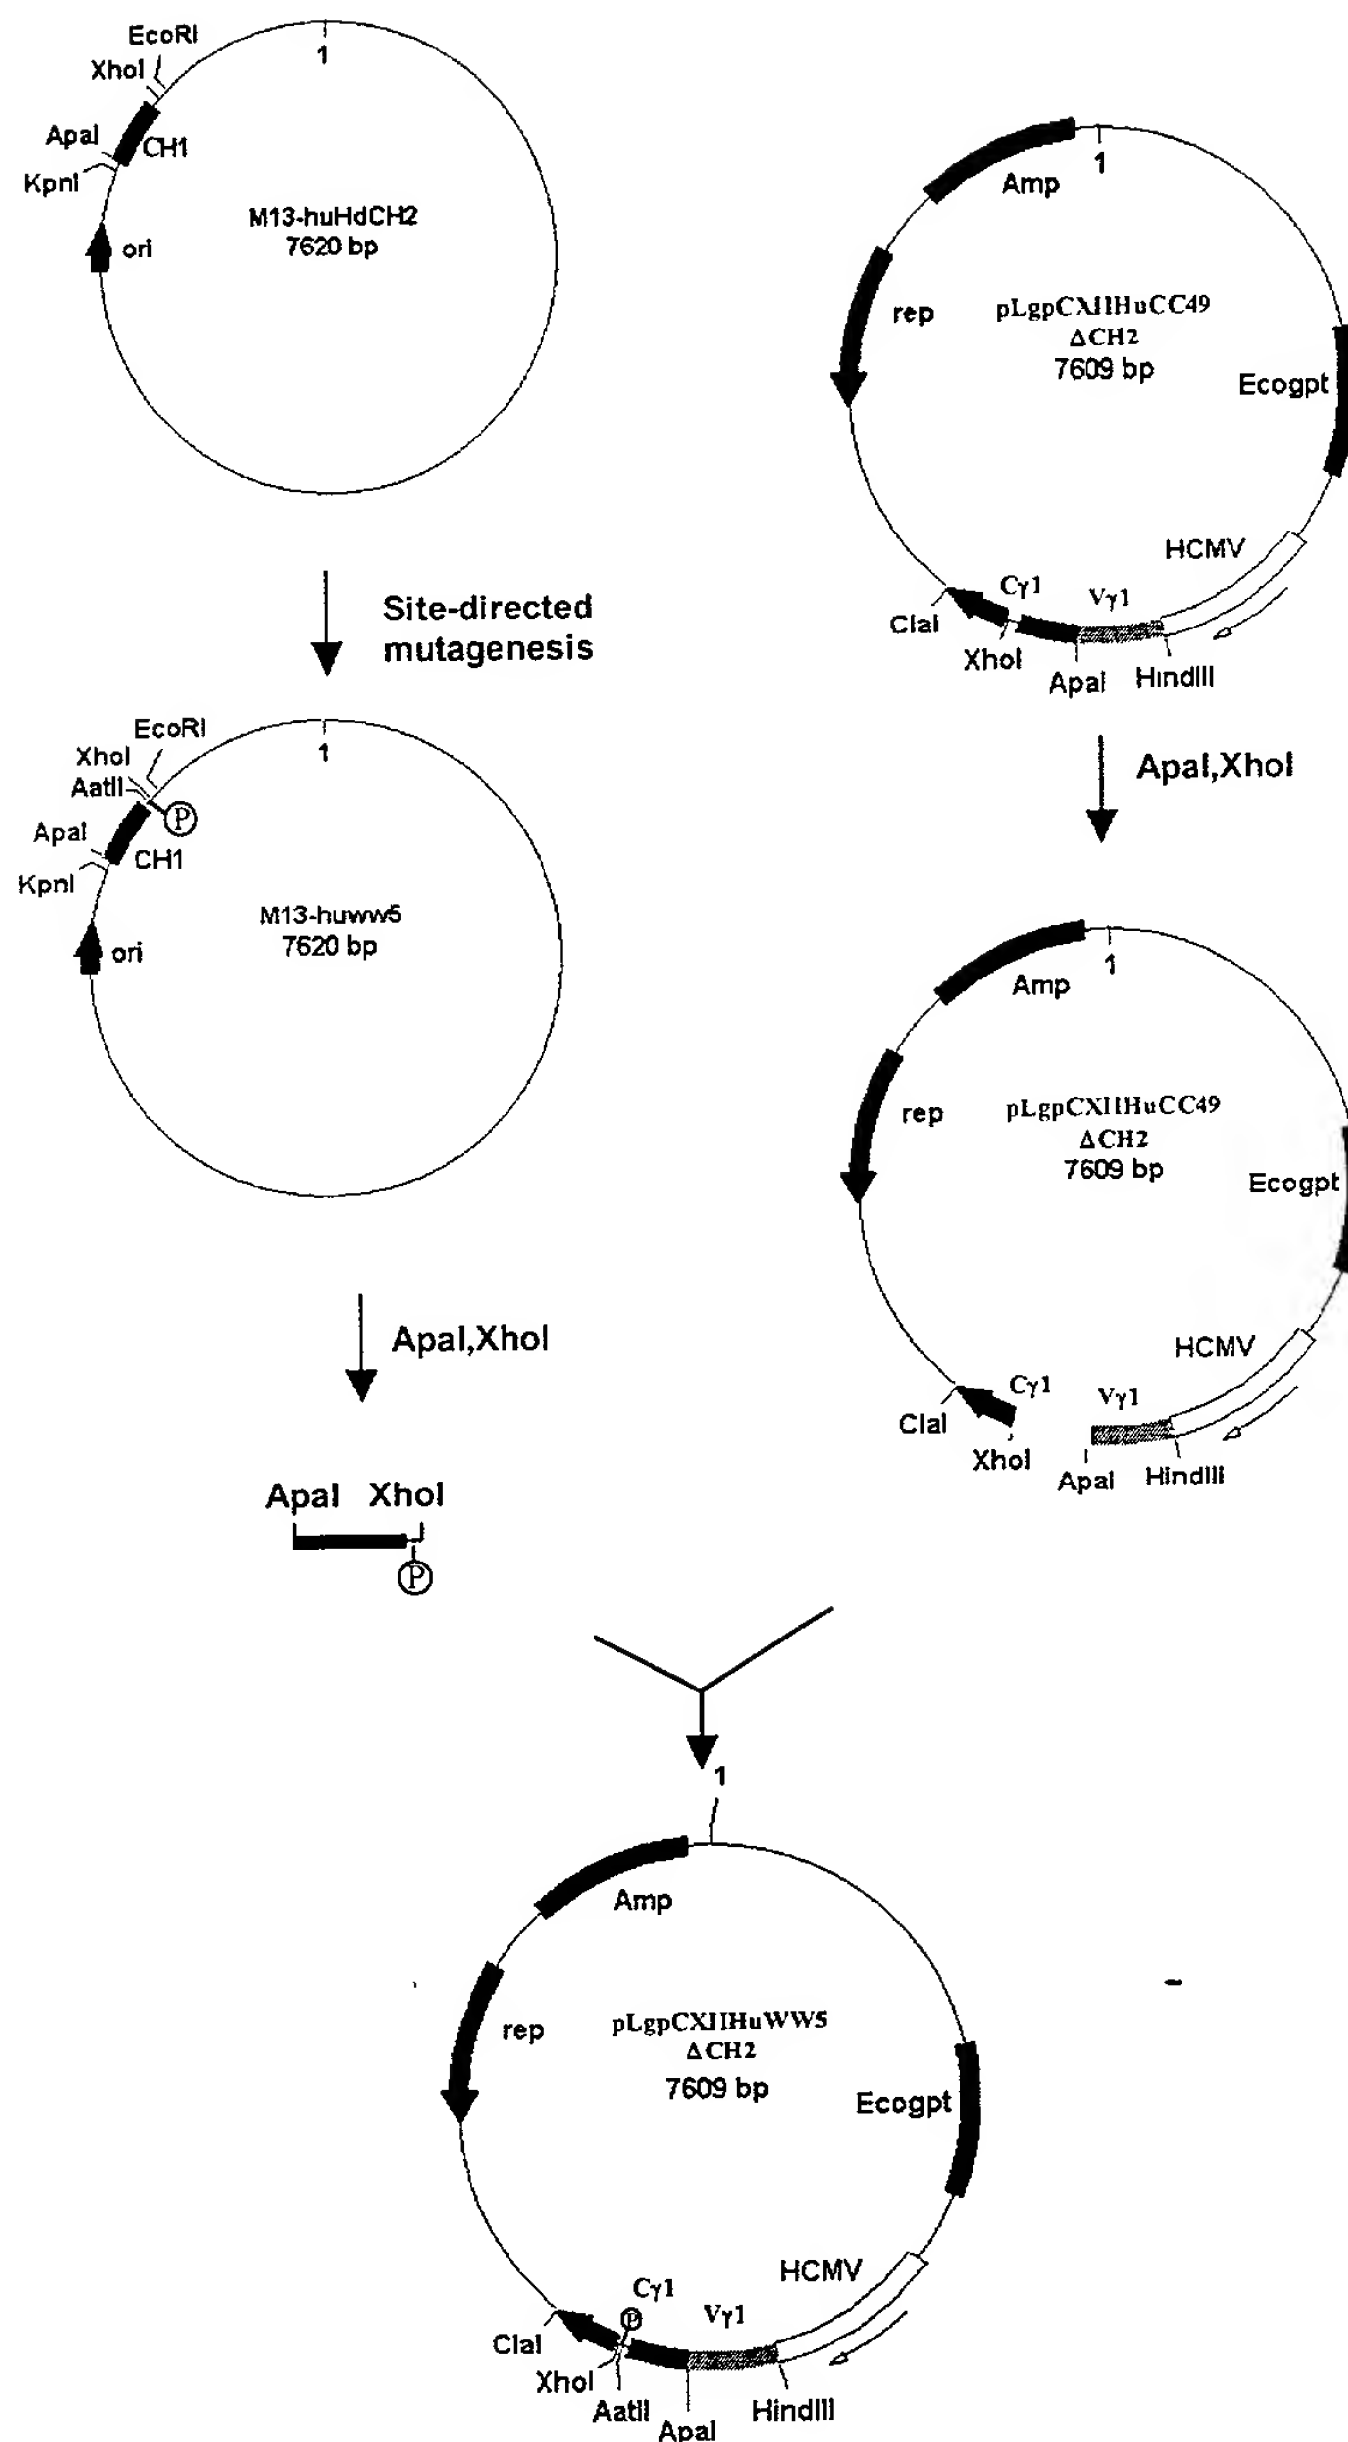 EcoRI
XhoI
1
ApaI
CH1
KpnI
M13-huHdCH2
7620 bp
ori
Amp
1
rep
pLgpCXIIHuCC49
ΔCH2
7609 bp
Ecogpt
HCMV
Cγ1
Vγ1
ClaI
XhoI
ApaI
HindIII
Site-directed
mutagenesis
EcoRI
1
XhoI
AatII
P
ApaI
CH1
KpnI
M13-huww5
7620 bp
ori
ApaI,XhoI
Amp
1
rep
pLgpCXIIHuCC49
ΔCH2
7609 bp
Ecogpt
HCMV
Cγ1
Vγ1
ClaI
XhoI
ApaI
HindIII
ApaI,XhoI
ApaI XhoI
P
1
Amp
rep
pLgpCXIIHuWW5
ΔCH2
7609 bp
Ecogpt
HCMV
Cγ1
P
Vγ1
ClaI
XhoI
AatII
ApaI
HindIII